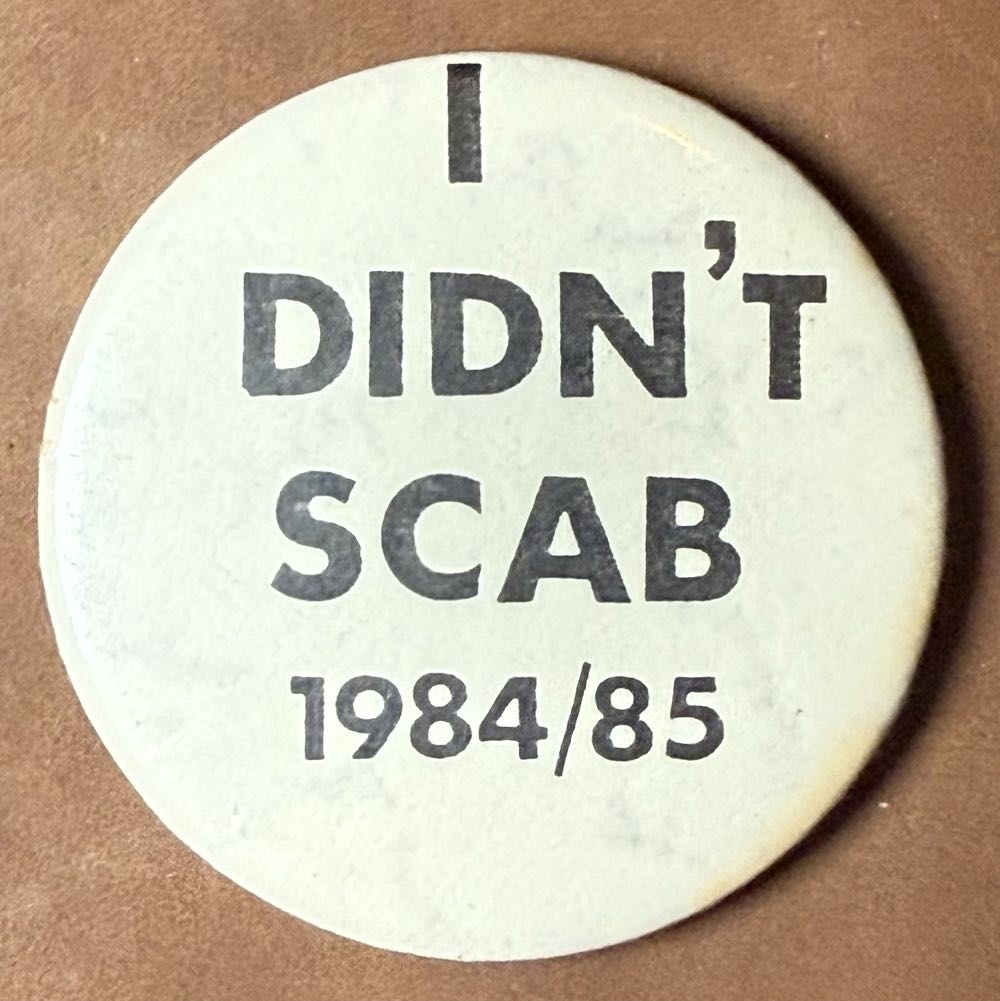 I
DIDN'T
SCAB
1984/85